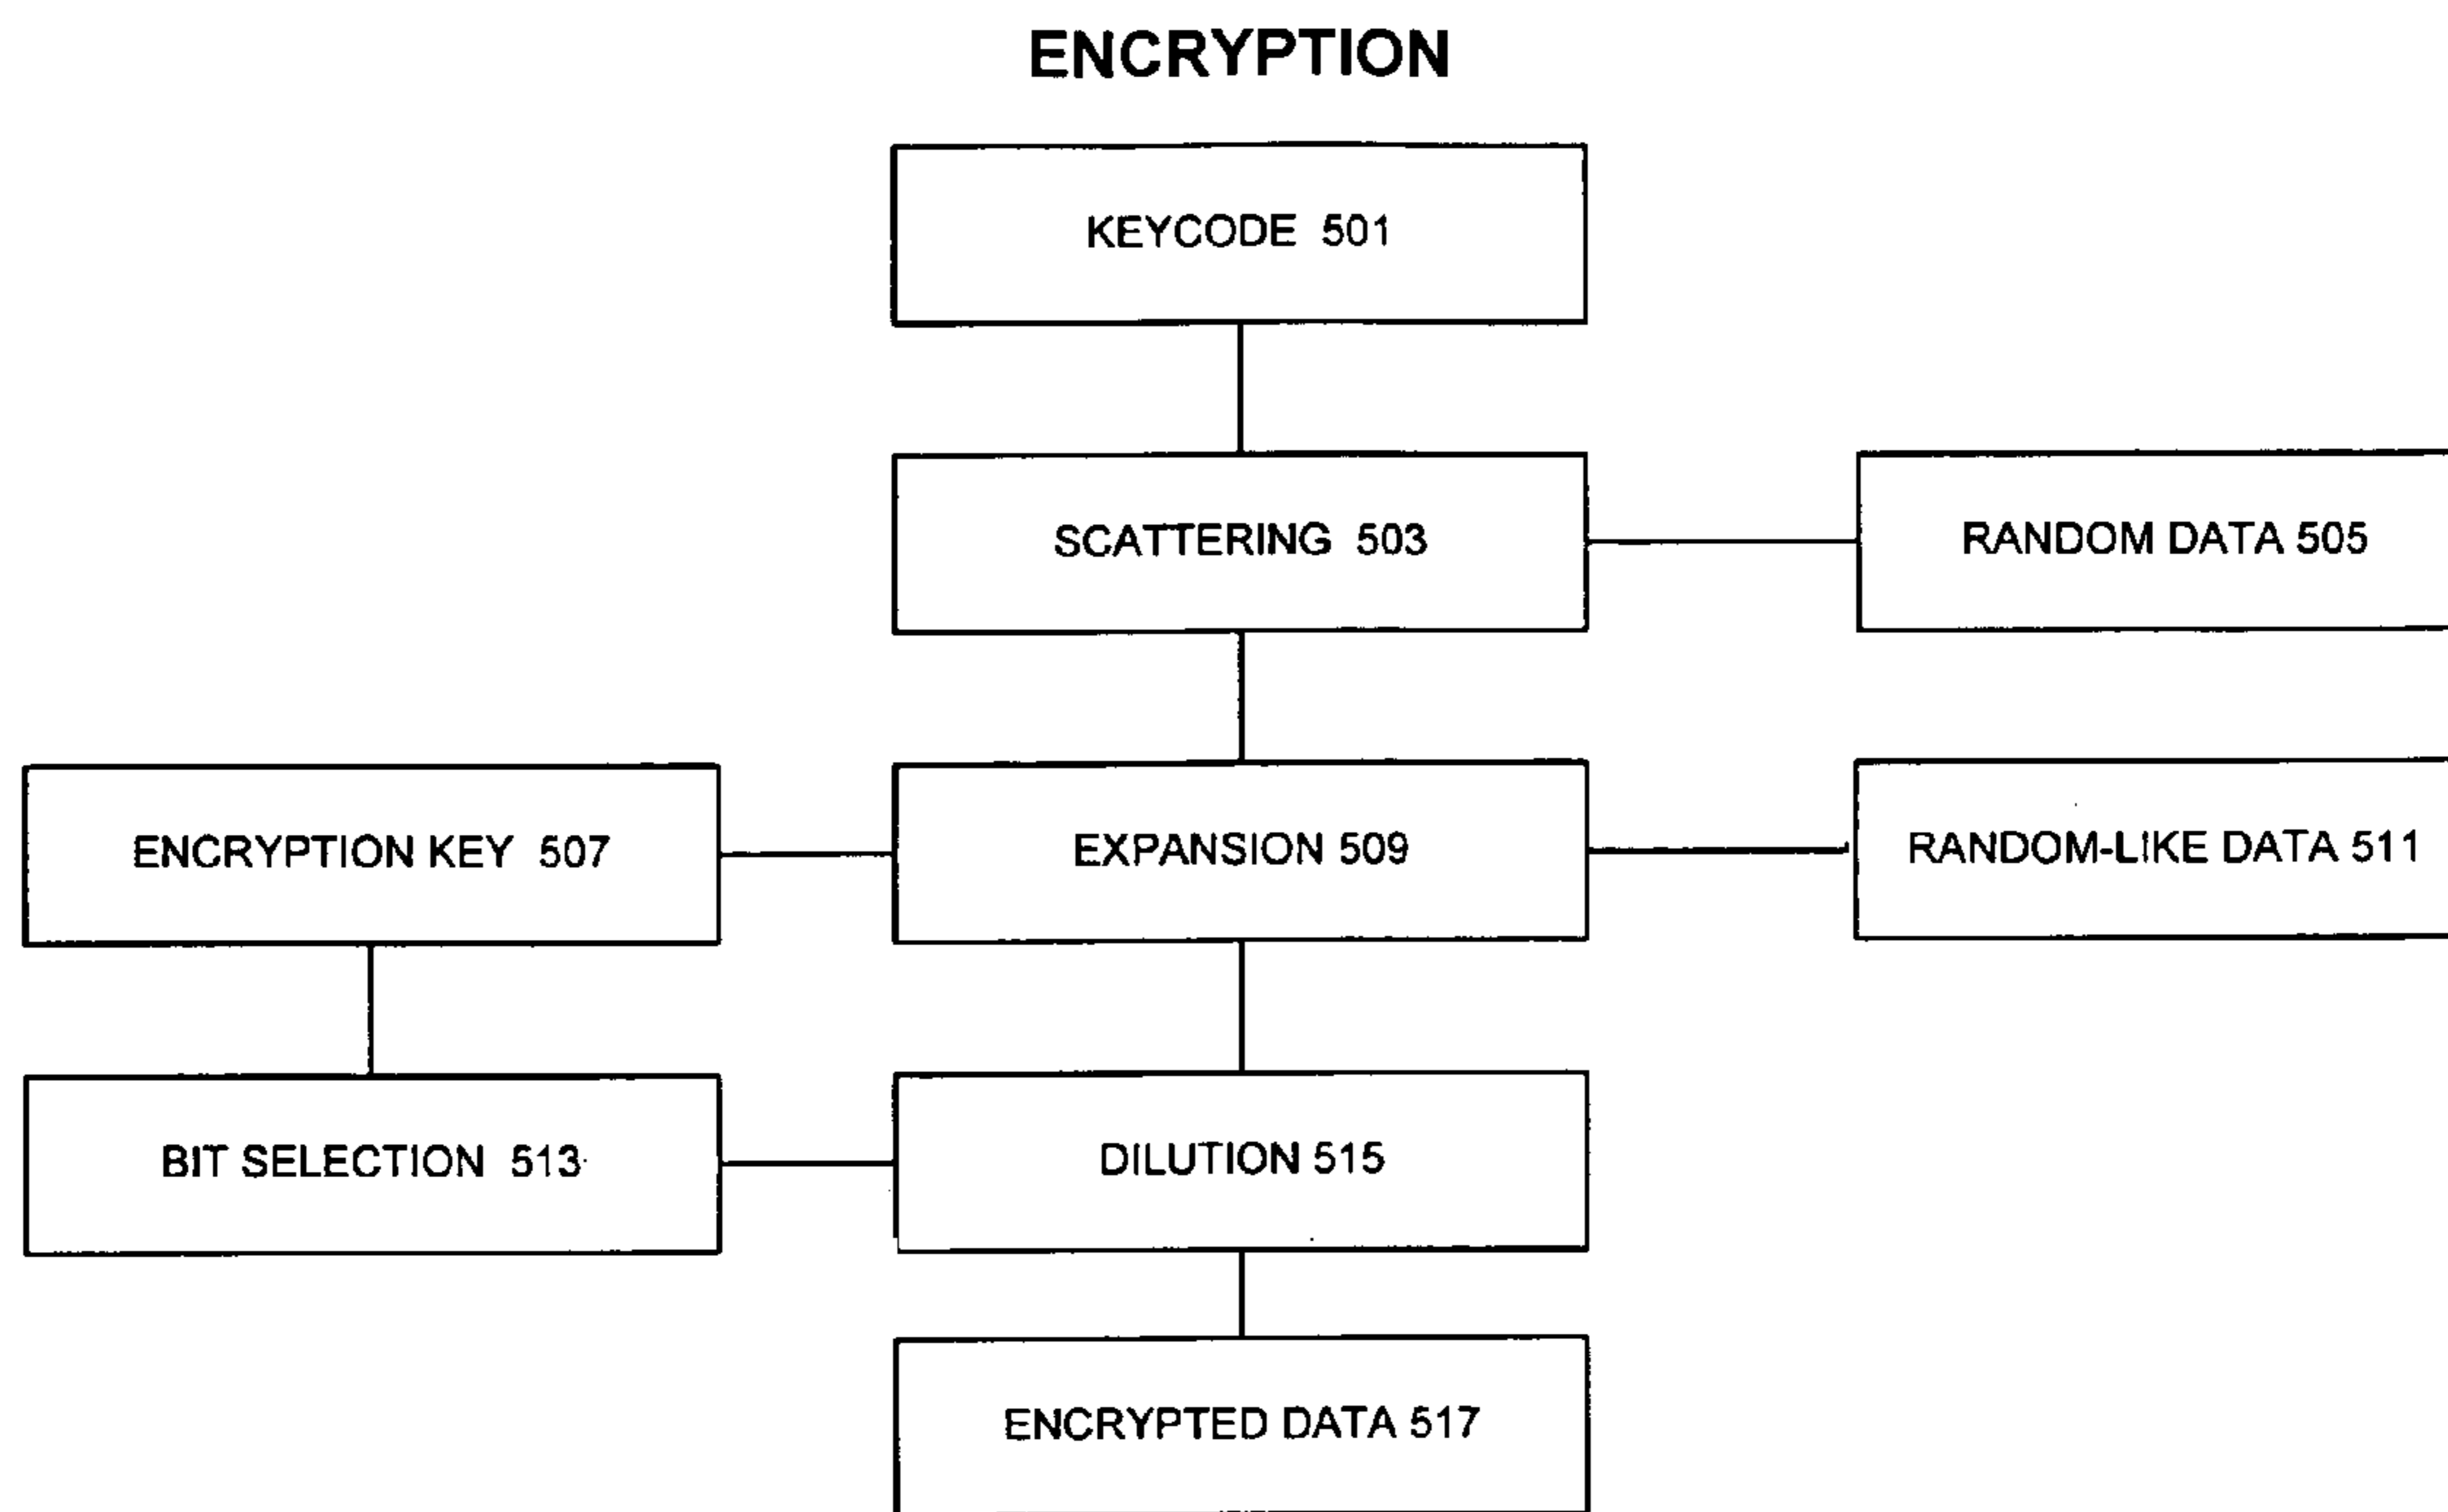 ENCRYPTION
KEYCODE 501
SCATTERING 503
RANDOM DATA 505
ENCRYPTION KEY 507
EXPANSION 509
RANDOM-LIKE DATA 511
BIT SELECTION 513
DILUTION 515
ENCRYPTED DATA 517